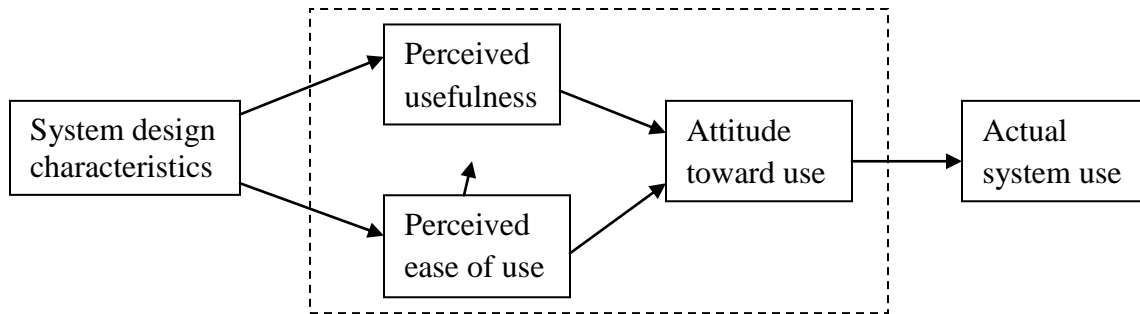 System design
characteristics
Perceived
usefulness
Perceived
ease of use
Attitude
toward use
Actual
system use